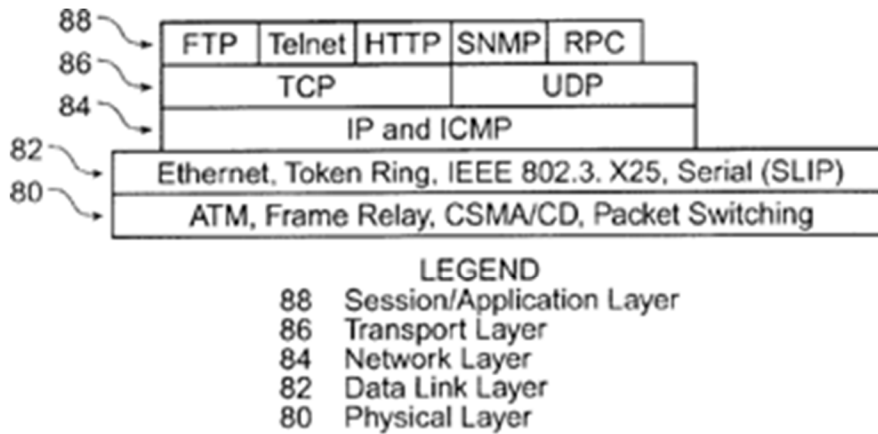 88 FTP Telnet HTTP SNMP RPC
86 TCP UDP
84 IP and ICMP
82 Ethernet, Token Ring, IEEE 802.3. X25, Serial (SLIP)
80 ATM, Frame Relay, CSMA/CD, Packet Switching
LEGEND
88 Session/Application Layer
86 Transport Layer
84 Network Layer
82 Data Link Layer
80 Physical Layer